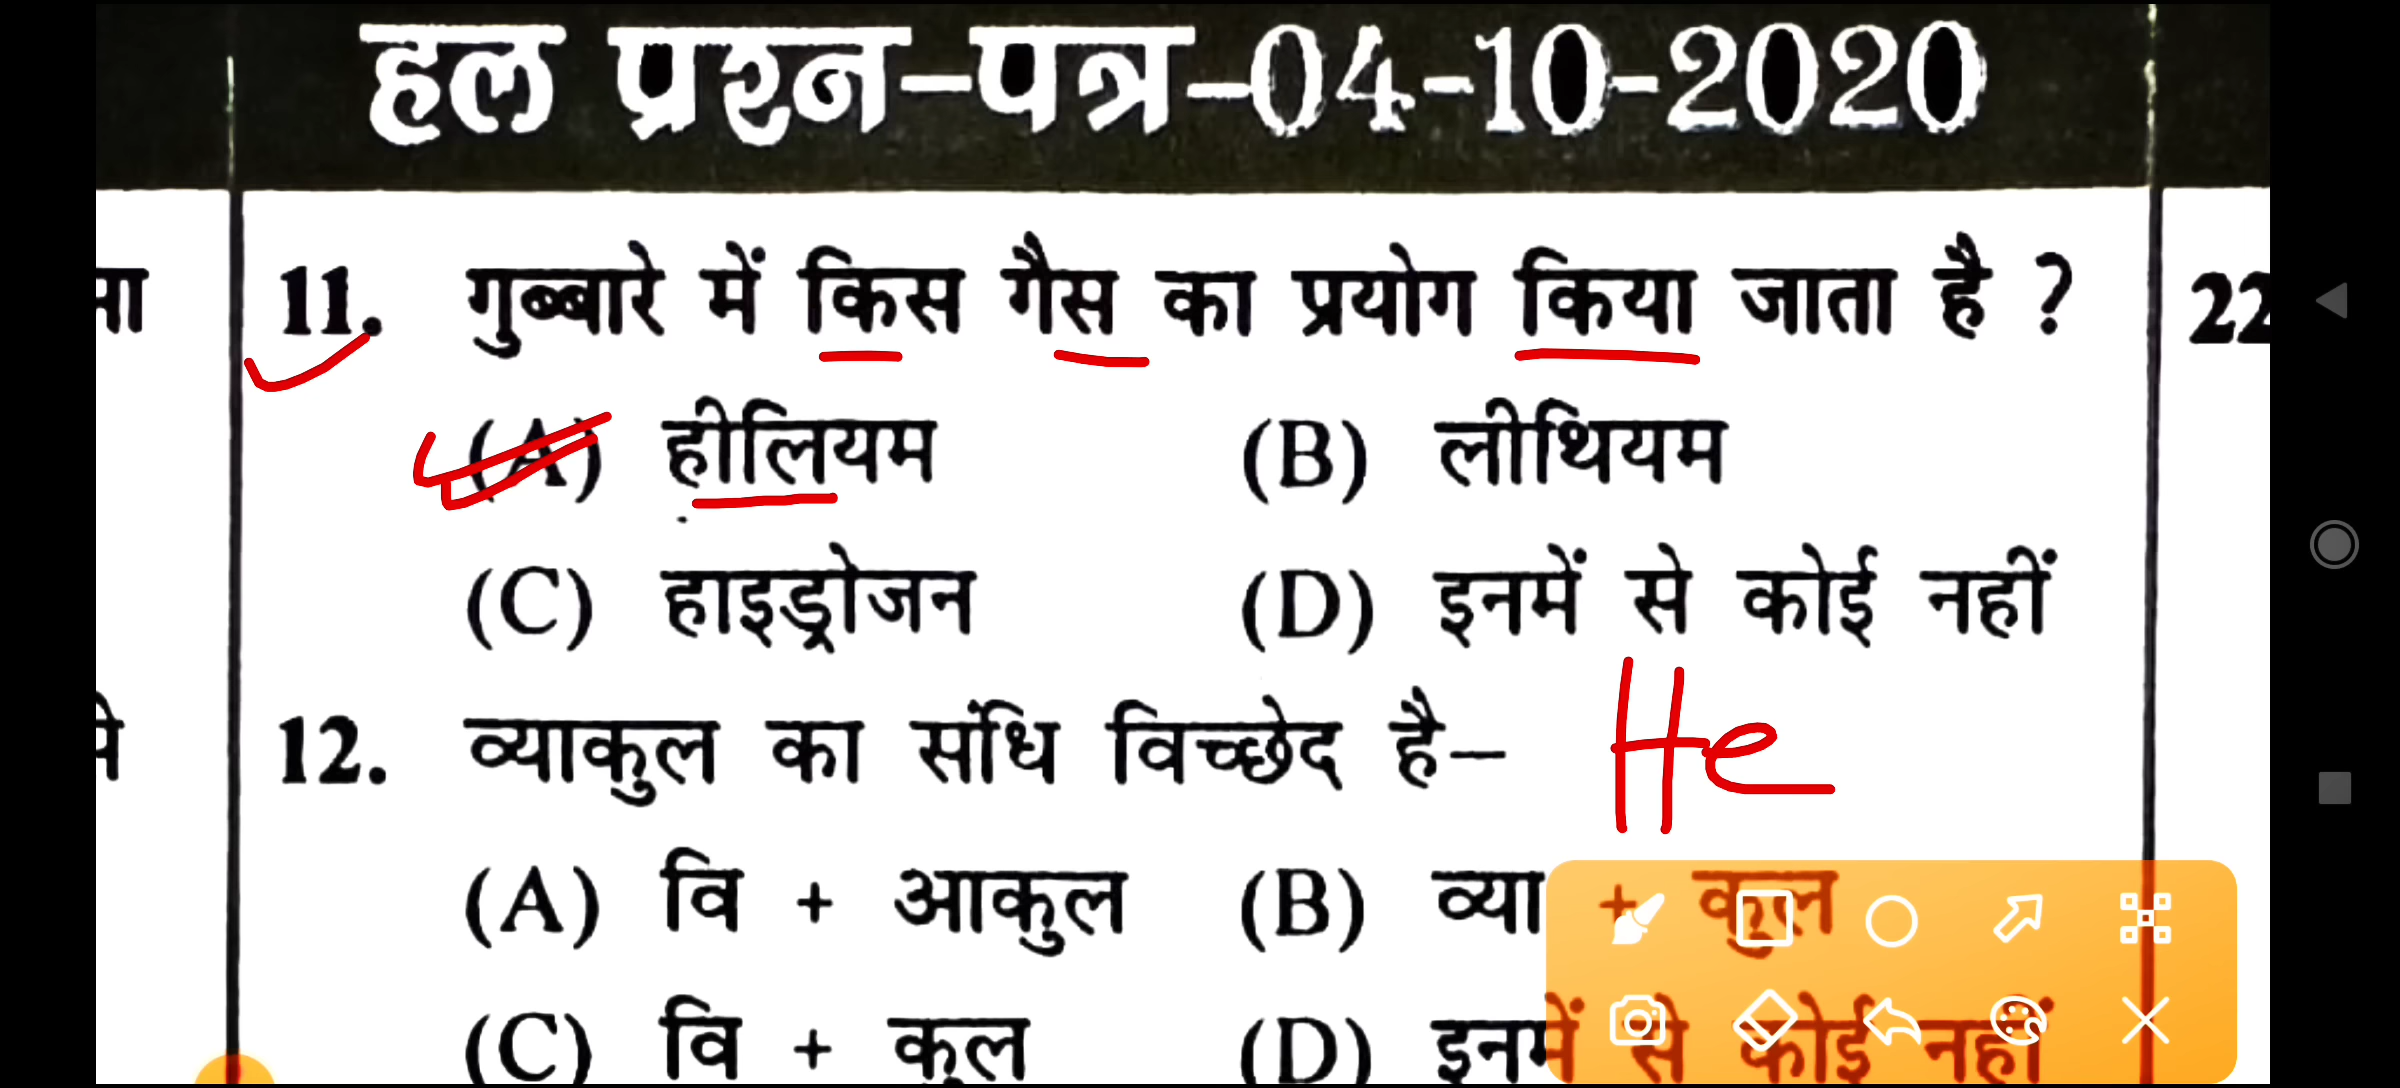 हल प्रश्न-पत्र-04-10-2020
11. गुब्बारे में किस गैस का प्रयोग किया जाता है ?
(A) हीलियम (B) लीथियम
(C) हाइड्रोजन (D) इनमें से कोई नहीं
He
12. व्याकुल का संधि विच्छेद है–
(A) वि + आकुल (B) व्या + कुल
(C) वि + कुल (D) इनमें से कोई नहीं
22